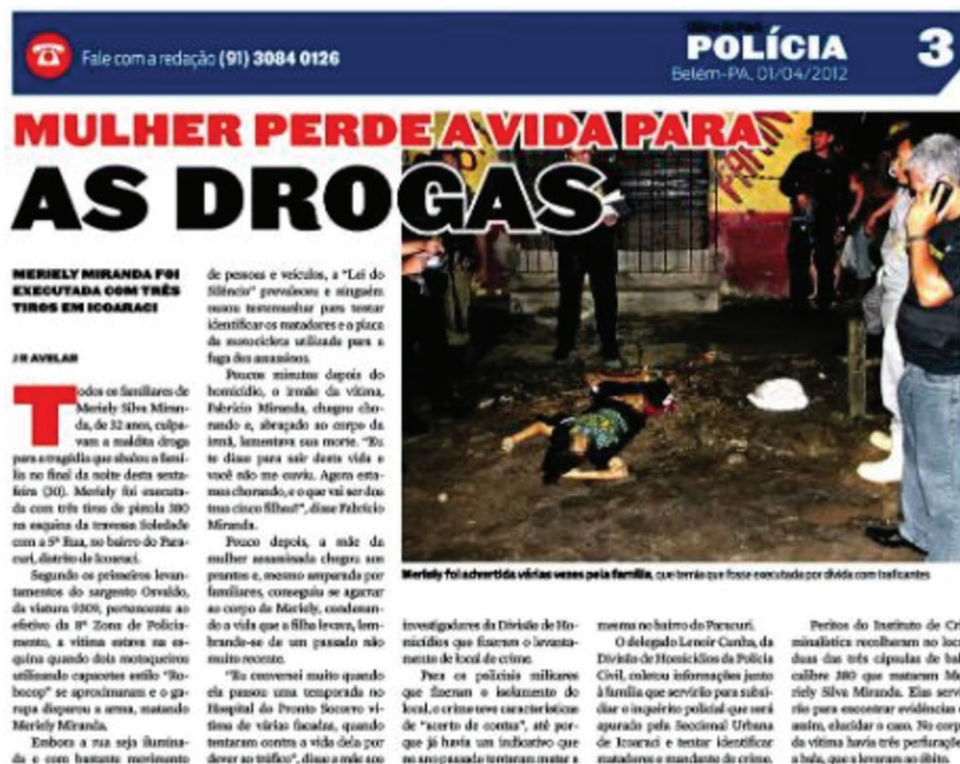 Fale com a redação (91) 3084 0126
POLÍCIA
Belém-PA, 01/04/2012
3
MULHER PERDE A VIDA PARA
AS DROGAS
MERIELY MIRANDA FOI
EXECUTADA COM TRÊS
TIROS EM ICOARACI
JR AVELAR
Todos os familiares de
Meriely Silva Miran-
da, de 32 anos, culpa-
vam a maldita droga
para a tragédia que abalou a famí-
lia no final da noite desta sexta-
feira (30). Meriely foi executa-
da com três tiros de pistola 380
na esquina da travessa Soledade
com a 5ª Rua, no bairro do Para-
curi, distrito de Icoaraci.
Segundo os primeiros levan-
tamentos do sargento Osvaldo,
da viatura 9309, pertencente ao
efetivo da 8ª Zona de Policia-
mento, a vítima estava na es-
quina quando dois motoqueiros
utilizando capacetes estilo "Ro-
bocop" se aproximaram e o ga-
rupa disparou a arma, matando
Meriely Miranda.
Embora a rua seja ilumina-
da e com bastante movimento
de pessoas e veículos, a "Lei do
Silêncio" prevaleceu e ninguém
ousou testemunhar para tentar
identificar os matadores e a placa
da motocicleta utilizada para a
fuga dos assassinos.
Poucos minutos depois do
homicídio, o irmão da vítima,
Fabrício Miranda, chegou cho-
rando e, abraçado ao corpo da
irmã, lamentava sua morte. "Eu
te disse para sair desta vida e
você não me ouviu. Agora esta-
mos chorando, e o que vai ser dos
teus cinco filhos?", disse Fabrício
Miranda.
Pouco depois, a mãe da
mulher assassinada chegou aos
prantos e, mesmo amparada por
familiares, conseguiu se agarrar
ao corpo de Meriely, condenan-
do a vida que a filha levava, lem-
brando-se de um passado não
muito recente.
"Eu conversei muito quando
ela passou uma temporada no
Hospital do Pronto Socorro ví-
tima de várias facadas, quando
tentaram contra a vida dela por
dever ao tráfico", disse a mãe aos
Meriely foi advertida várias vezes pela família, que temia que fosse executada por dívida com traficantes
investigadores da Divisão de Ho-
micídios que fizeram o levanta-
mento de local de crime.
Para os policiais militares
que fizeram o isolamento do
local, o crime teve características
de "acerto de contas", até por-
que já havia um indicativo que
no ano passado tentaram matar a
mesma no bairro do Paracuri.
O delegado Lenoir Cunha, da
Divisão de Homicídios da Polícia
Civil, coletou informações junto
à família que servirão para subsi-
diar o inquérito policial que será
apurado pela Seccional Urbana
de Icoaraci e tentar identificar
matadores e mandante do crime.
Peritos do Instituto de Cri
minalística recolheram no loca
duas das três cápsulas de bal
calibre 380 que mataram Me
riely Silva Miranda. Elas servi
rão para encontrar evidências e
assim, elucidar o caso. No corp
da vítima havia três perfuraçõe
a bala, que a levaram ao óbito.